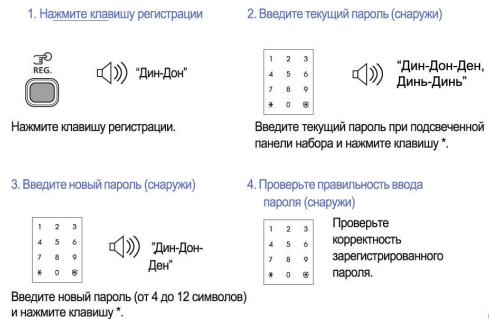 1. Нажмите клавишу регистрации
REG.
"Дин-Дон"
Нажмите клавишу регистрации.
2. Введите текущий пароль (снаружи)
1 2 3
4 5 6
7 8 9
* 0
"Дин-Дон-Ден,
Динь-Динь"
Введите текущий пароль при подсвеченной
панели набора и нажмите клавишу *.
3. Введите новый пароль (снаружи)
1 2 3
4 5 6
7 8 9
* 0
"Дин-Дон-
Ден"
Введите новый пароль (от 4 до 12 символов)
и нажмите клавишу *.
4. Проверьте правильность ввода
пароля (снаружи)
1 2 3
4 5 6
7 8 9
* 0
Проверьте
корректность
зарегистрированного
пароля.